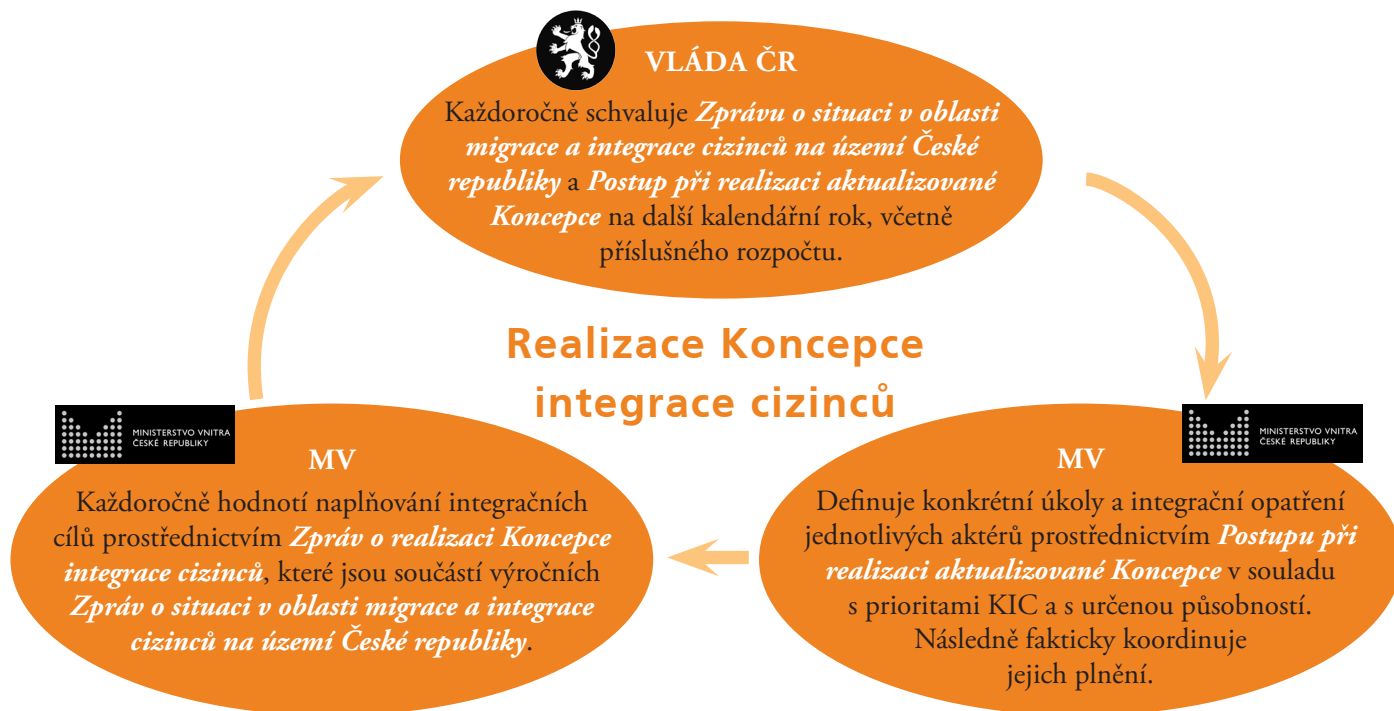 VLÁDA ČR
Každoročně schvaluje Zprávu o situaci v oblasti
migrace a integrace cizinců na území České
republiky a Postup při realizaci aktualizované
Koncepce na další kalendářní rok, včetně
příslušného rozpočtu.
Realizace Koncepce
integrace cizinců
MINISTERSTVO VNITRA
ČESKÉ REPUBLIKY
MV
Každoročně hodnotí naplňování integračních
cílů prostřednictvím Zpráv o realizaci Koncepce
integrace cizinců, které jsou součástí výročních
Zpráv o situaci v oblasti migrace a integrace
cizinců na území České republiky.
MINISTERSTVO VNITRA
ČESKÉ REPUBLIKY
MV
Definuje konkrétní úkoly a integrační opatření
jednotlivých aktérů prostřednictvím Postupu při
realizaci aktualizované Koncepce v souladu
s prioritami KIC a s určenou působností.
Následně fakticky koordinuje
jejich plnění.